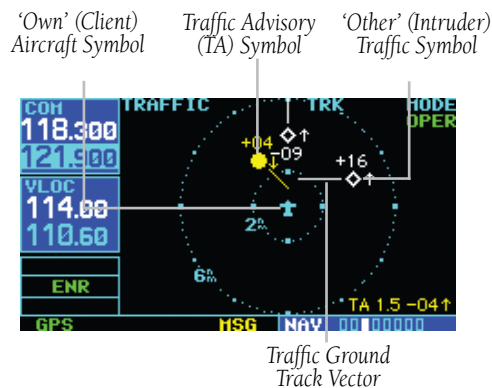 'Own' (Client)
Aircraft Symbol
Traffic Advisory
(TA) Symbol
'Other' (Intruder)
Traffic Symbol
COM
118.300
121.900
VLOC
114.00
110.60
ENR
GPS
TRAFFIC
TRK
MODE
OPER
+04
-09
+16
2nm
6nm
TA 1.5 -04↑
MSG
NAV
Traffic Ground
Track Vector